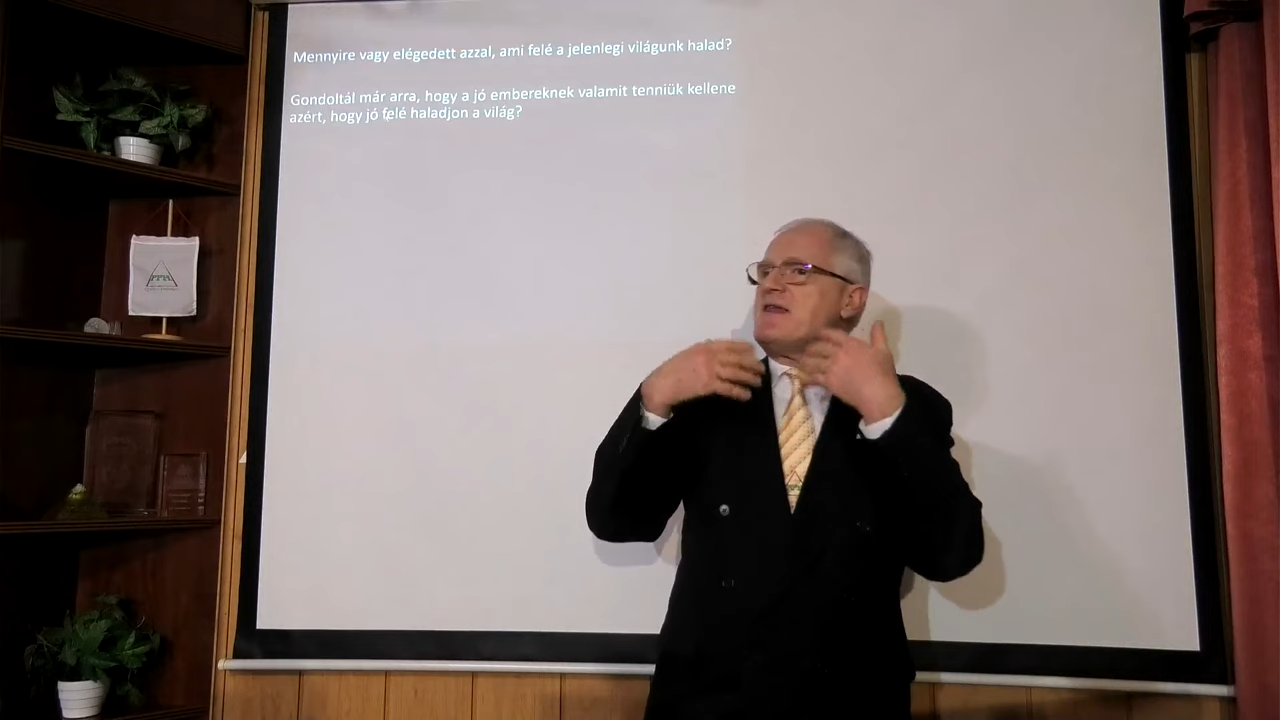 Mennyire vagy elégedett azzal, ami felé a jelenlegi világunk halad?
Gondoltál már arra, hogy a jó embereknek valamit tenniük kellene
azért, hogy jó felé haladjon a világ?